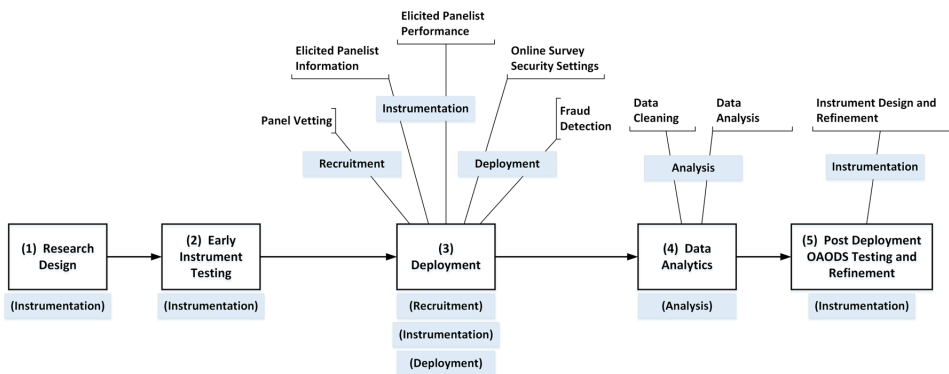 Elicited Panelist
Performance
Elicited Panelist
Information
Online Survey
Security Settings
Instrumentation
Panel Vetting
Fraud
Detection
Recruitment
Deployment
Data
Cleaning
Data
Analysis
Analysis
Instrument Design and
Refinement
Instrumentation
(1) Research
Design
(Instrumentation)
(2) Early
Instrument
Testing
(Instrumentation)
(3)
Deployment
(Recruitment)
(Instrumentation)
(Deployment)
(4) Data
Analytics
(Analysis)
(5) Post Deployment
OAODS Testing and
Refinement
(Instrumentation)